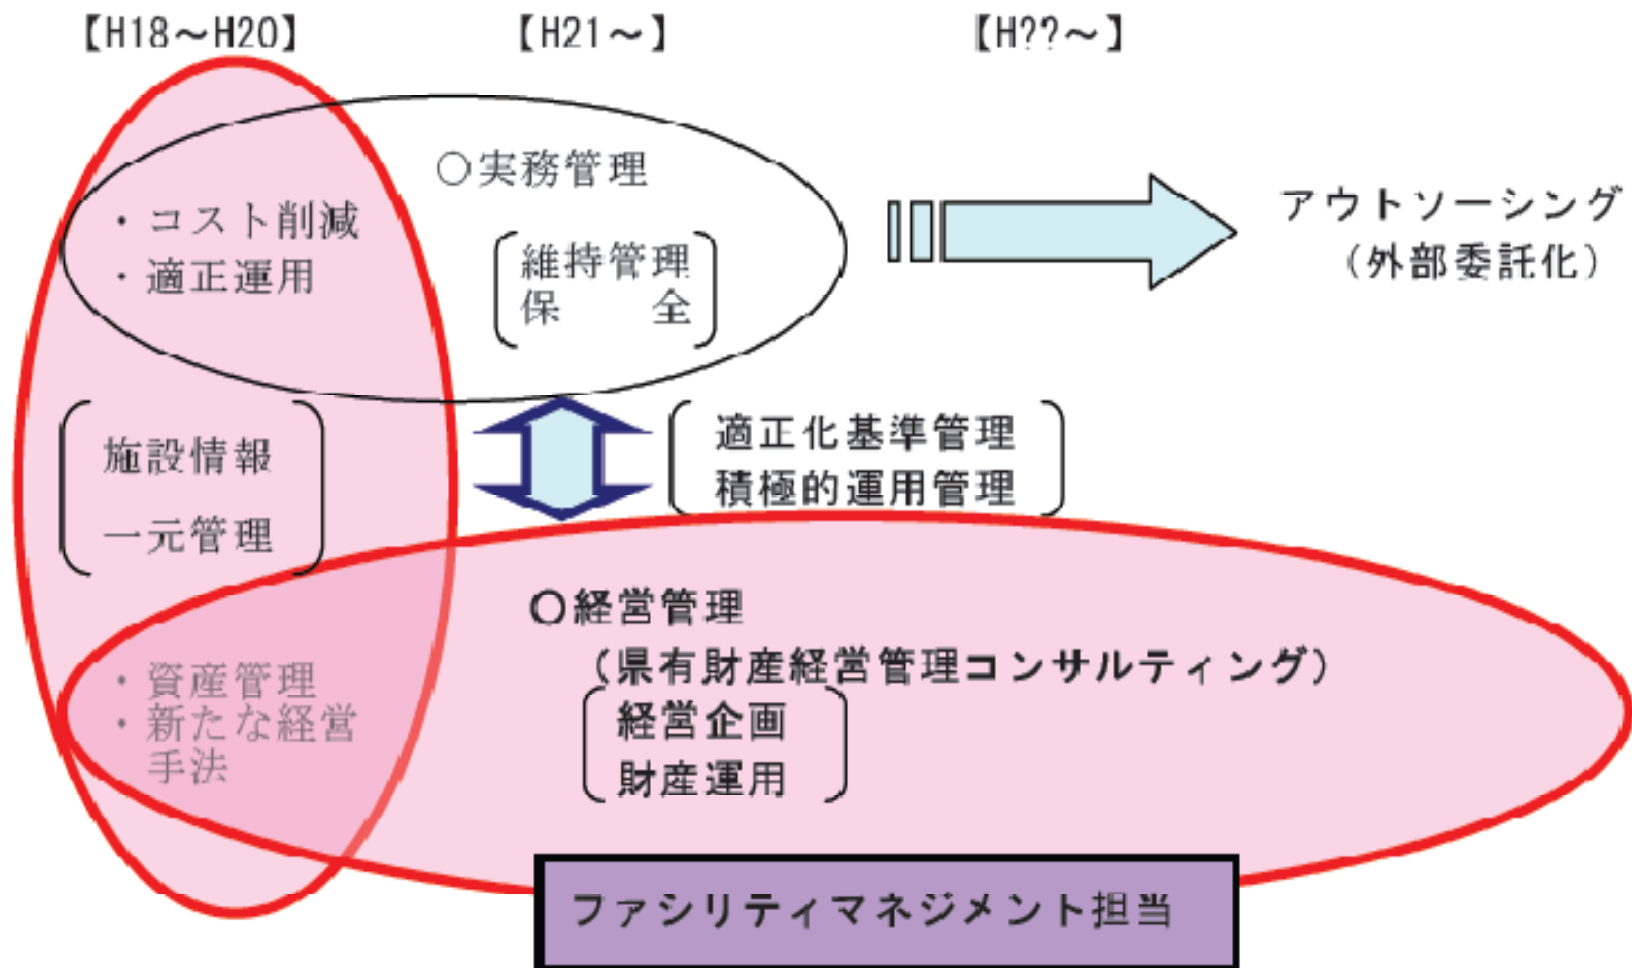 【H18～H20】
【H21～】
【H??～】
○実務管理
・コスト削減
・適正運用
維持管理
保　　全
アウトソーシング
（外部委託化）
施設情報
一元管理
適正化基準管理
積極的運用管理
○経営管理
（県有財産経営管理コンサルティング）
経営企画
財産運用
・資産管理
・新たな経営
手法
ファシリティマネジメント担当